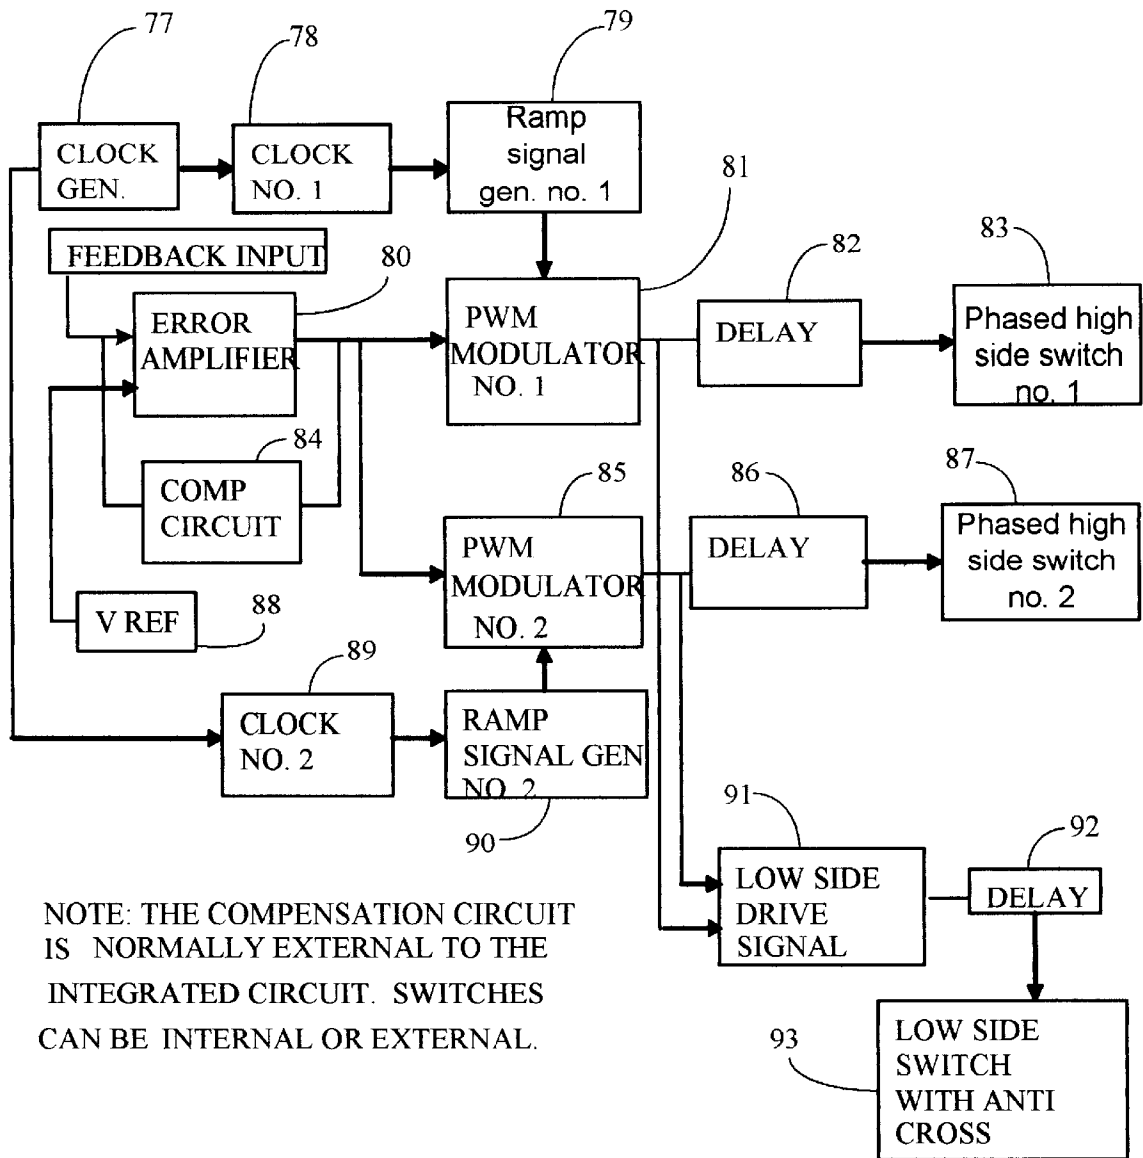 77
78
79
CLOCK
GEN.
CLOCK
NO. 1
Ramp
signal
gen. no. 1
81
FEEDBACK INPUT
80
82
83
ERROR
AMPLIFIER
PWM
MODULATOR
NO. 1
DELAY
Phased high
side switch
no. 1
84
85
86
87
COMP
CIRCUIT
PWM
MODULATOR
NO. 2
DELAY
Phased high
side switch
no. 2
V REF
88
89
CLOCK
NO. 2
RAMP
SIGNAL GEN
NO. 2
90
91
92
LOW SIDE
DRIVE
SIGNAL
DELAY
NOTE: THE COMPENSATION CIRCUIT
IS NORMALLY EXTERNAL TO THE
INTEGRATED CIRCUIT. SWITCHES
CAN BE INTERNAL OR EXTERNAL.
93
LOW SIDE
SWITCH
WITH ANTI
CROSS